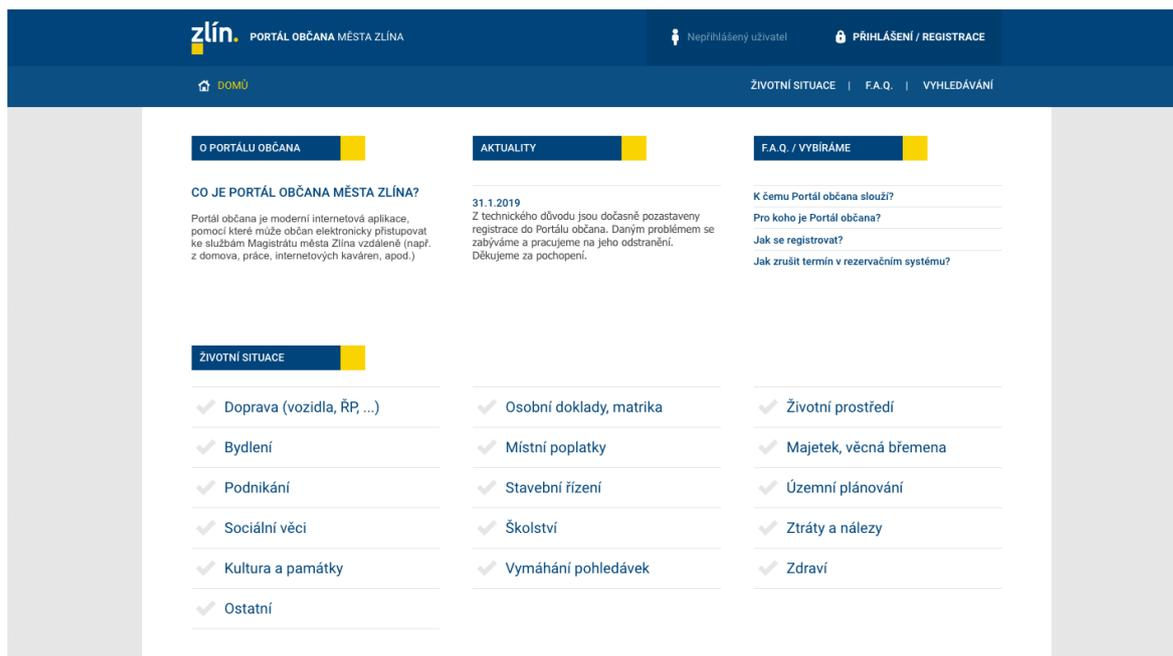 zlín.
PORTÁL OBČANA MĚSTA ZLÍNA
Nepřihlášený uživatel
PŘIHLÁŠENÍ / REGISTRACE
DOMŮ
ŽIVOTNÍ SITUACE | F.A.Q. | VYHLEDÁVÁNÍ
O PORTÁLU OBČANA
CO JE PORTÁL OBČANA MĚSTA ZLÍNA?
Portál občana je moderní internetová aplikace,
pomocí které může občan elektronicky přistupovat
ke službám Magistrátu města Zlína vzdáleně (např.
z domova, práce, internetových kaváren, apod.)
AKTUALITY
31.1.2019
Z technického důvodu jsou dočasně pozastaveny
registrace do Portálu občana. Daným problémem se
zabýváme a pracujeme na jeho odstranění.
Děkujeme za pochopení.
F.A.Q. / VYBÍRÁME
K čemu Portál občana slouží?
Pro koho je Portál občana?
Jak se registrovat?
Jak zrušit termín v rezervačním systému?
ŽIVOTNÍ SITUACE
Doprava (vozidla, ŘP, ...)
Bydlení
Podnikání
Sociální věci
Kultura a památky
Ostatní
Osobní doklady, matrika
Místní poplatky
Stavební řízení
Školství
Vymáhání pohledávek
Životní prostředí
Majetek, věcná břemena
Územní plánování
Ztráty a nálezy
Zdraví